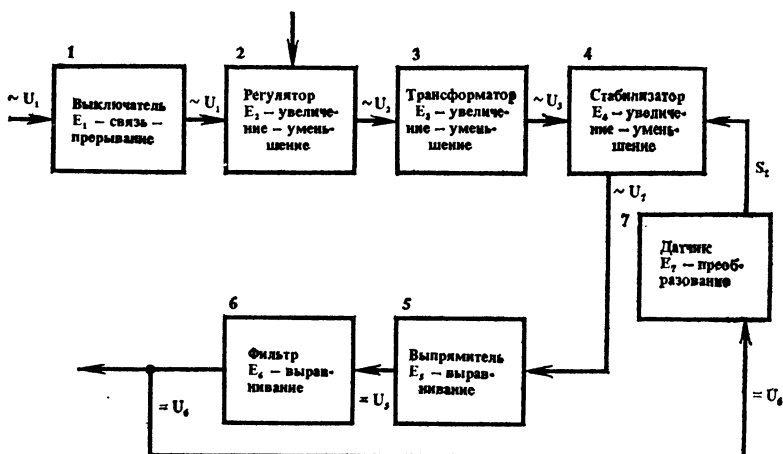 1
2
3
4
~ U₁
Выключатель
E₁ – связь –
прерывание
~ U₁
Регулятор
E₂ – увеличе-
ние – умень-
шение
~ U₂
Трансформатор
E₃ – увеличе-
ние – умень-
шение
~ U₃
Стабилизатор
E₄ – увеличе-
ние – умень-
шение
S₂
~ U₇
7
Датчик
E₇ – преоб-
разование
6
5
Фильтр
E₆ – вырав-
нивание
Выпрямитель
E₅ – вырав-
нивание
= U₆
= U₅
= U₆